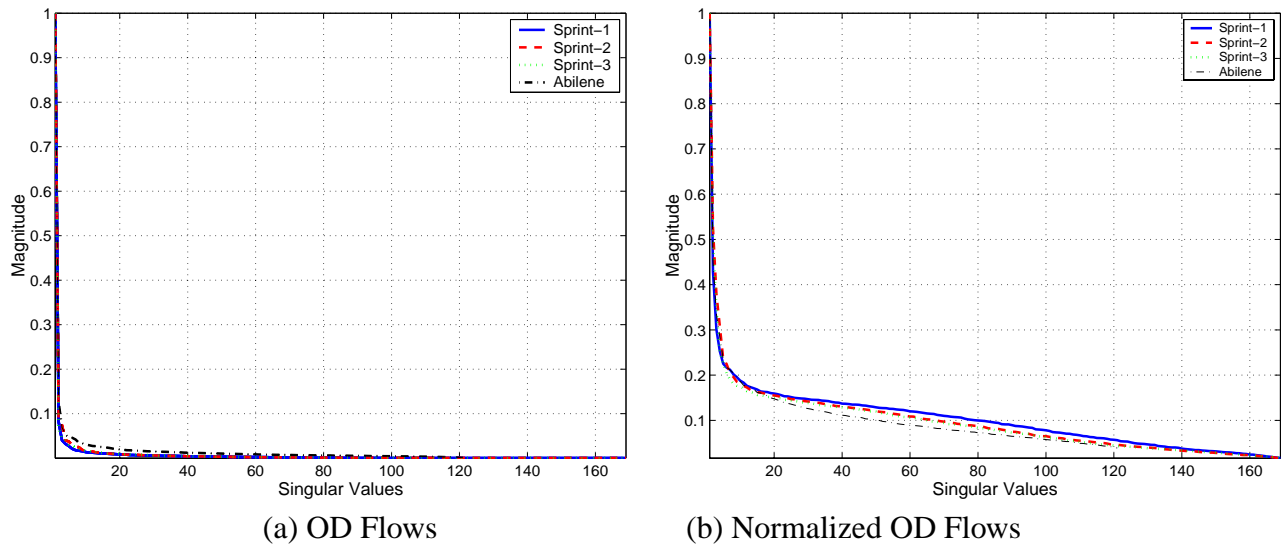 1
0.9
0.8
0.7
0.6
0.5
0.4
0.3
0.2
0.1
Magnitude
Sprint-1
Sprint-2
Sprint-3
Abilene
20 40 60 80 100 120 140 160
Singular Values
(a) OD Flows
1
0.9
0.8
0.7
0.6
0.5
0.4
0.3
0.2
0.1
Magnitude
Sprint-1
Sprint-2
Sprint-3
Abilene
20 40 60 80 100 120 140 160
Singular Values
(b) Normalized OD Flows